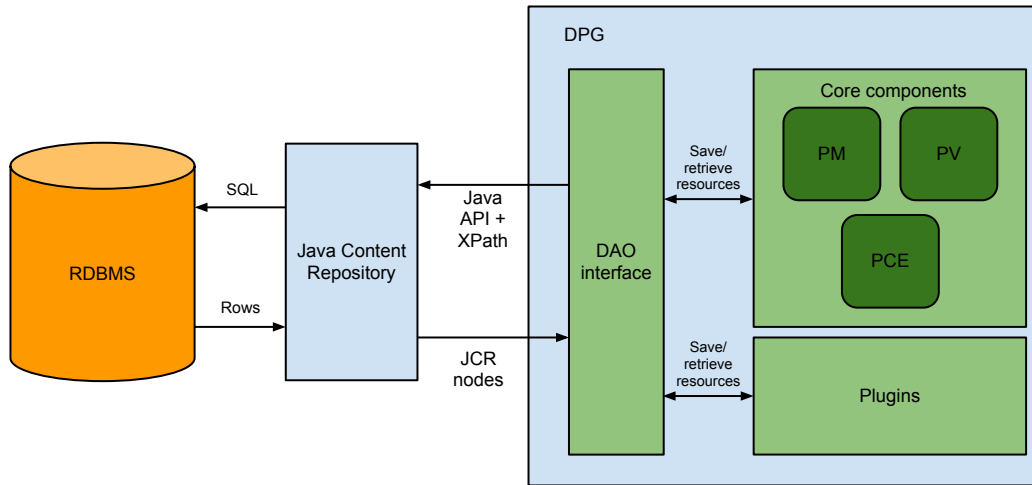 DPG
Core components
PM
PV
PCE
Save/
retrieve
resources
SQL
Java
API +
XPath
RDBMS
Java Content
Repository
DAO
interface
Rows
JCR
nodes
Save/
retrieve
resources
Plugins